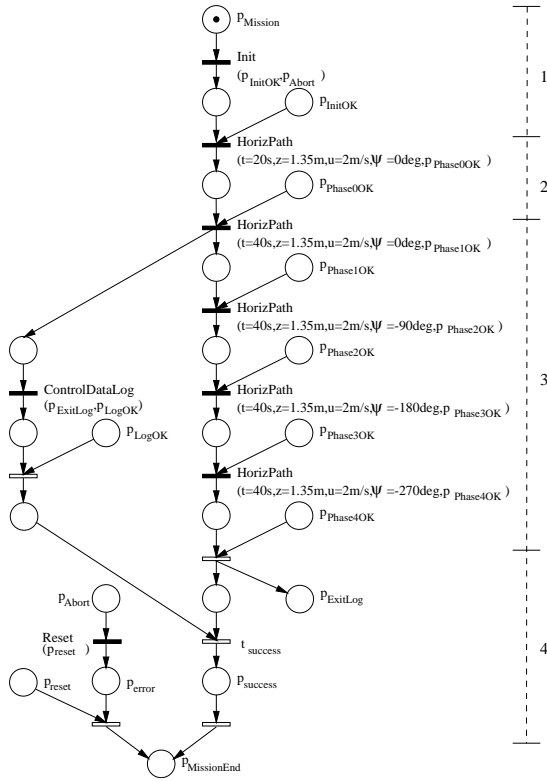 p_Mission
Init
(p_InitOK,p_Abort )
p_InitOK
1
HorizPath
(t=20s,z=1.35m,u=2m/s,Ψ =0deg,p_Phase0OK )
p_Phase0OK
2
HorizPath
(t=40s,z=1.35m,u=2m/s,Ψ =0deg,p_Phase1OK )
p_Phase1OK
HorizPath
(t=40s,z=1.35m,u=2m/s,Ψ =-90deg,p_Phase2OK )
p_Phase2OK
3
ControlDataLog
(p_ExitLog,p_LogOK)
p_LogOK
HorizPath
(t=40s,z=1.35m,u=2m/s,Ψ =-180deg,p_Phase3OK )
p_Phase3OK
HorizPath
(t=40s,z=1.35m,u=2m/s,Ψ =-270deg,p_Phase4OK )
p_Phase4OK
p_ExitLog
p_Abort
Reset
(p_reset )
t_success
4
p_reset
p_error
p_success
p_MissionEnd